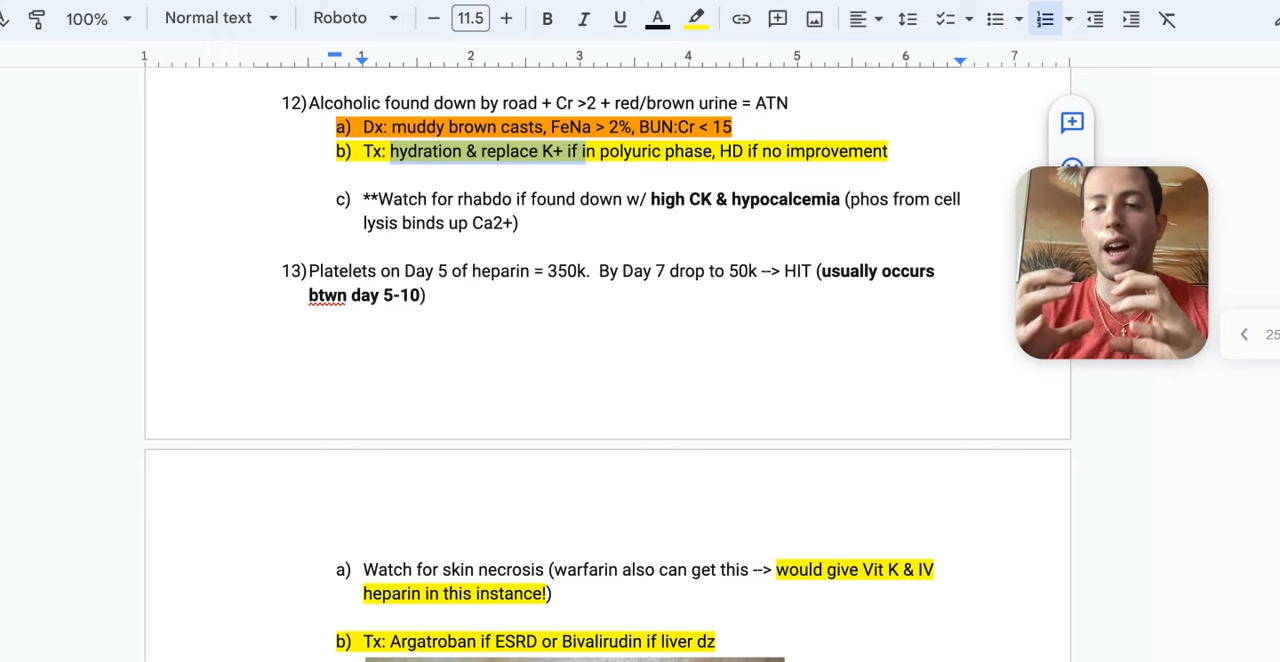 100% Normal text Roboto 11.5 B I U A
1 1 2 3 4 5 6 7
12) Alcoholic found down by road + Cr >2 + red/brown urine = ATN
a) Dx: muddy brown casts, FeNa > 2%, BUN:Cr < 15
b) Tx: hydration & replace K+ if in polyuric phase, HD if no improvement
c) **Watch for rhabdo if found down w/ high CK & hypocalcemia (phos from cell
lysis binds up Ca2+)
13) Platelets on Day 5 of heparin = 350k. By Day 7 drop to 50k --> HIT (usually occurs
btwn day 5-10)
25
a) Watch for skin necrosis (warfarin also can get this --> would give Vit K & IV
heparin in this instance!)
b) Tx: Argatroban if ESRD or Bivalirudin if liver dz